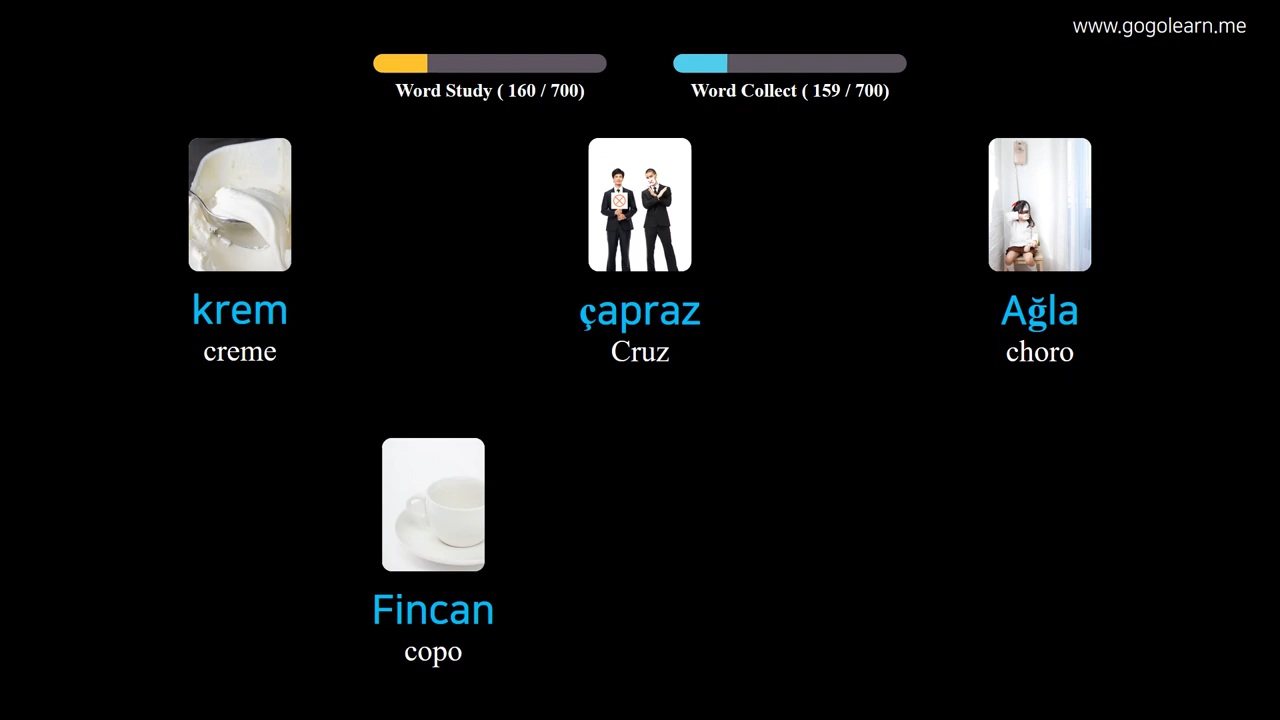 www.gogolearn.me
Word Study ( 160 / 700)
Word Collect ( 159 / 700)
krem
creme
çapraz
Cruz
Ağla
choro
Fincan
copo